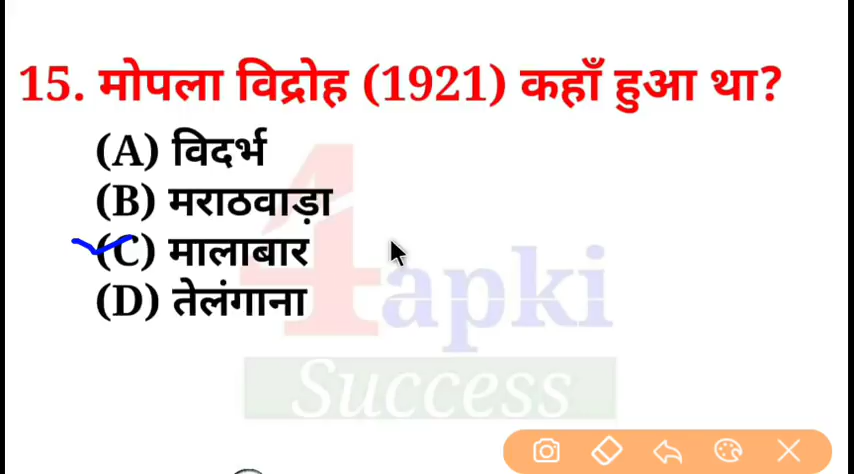 15. मोपला विद्रोह (1921) कहाँ हुआ था?
(A) विदर्भ
(B) मराठवाड़ा
(C) मालाबार
(D) तेलंगाना
4apki
Success